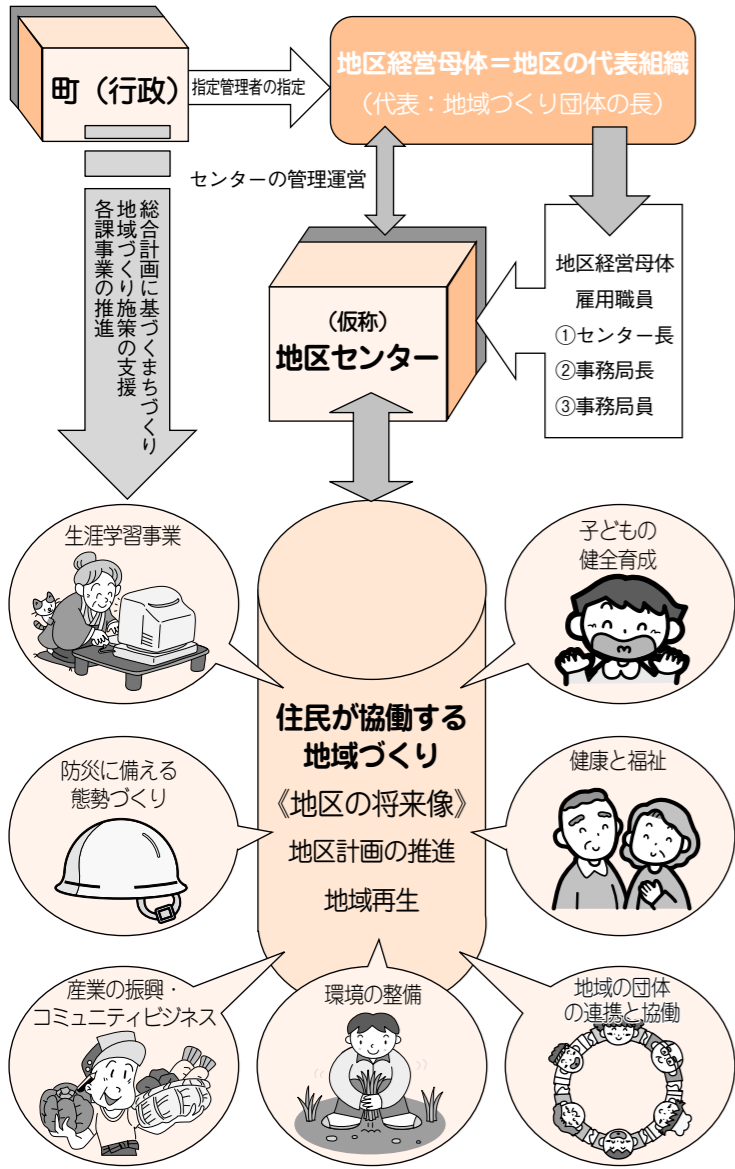 町（行政）
指定管理者の指定
地区経営母体＝地区の代表組織
（代表：地域づくり団体の長）
センターの管理運営
総合計画に基づくまちづくり
地域づくり施策の支援
各課事業の推進
（仮称）
地区センター
地区経営母体
雇用職員
①センター長
②事務局長
③事務局員
生涯学習事業
子どもの
健全育成
住民が協働する
地域づくり
《地区の将来像》
地区計画の推進
地域再生
防災に備える
態勢づくり
健康と福祉
産業の振興・
コミュニティビジネス
環境の整備
地域の団体
の連携と協働